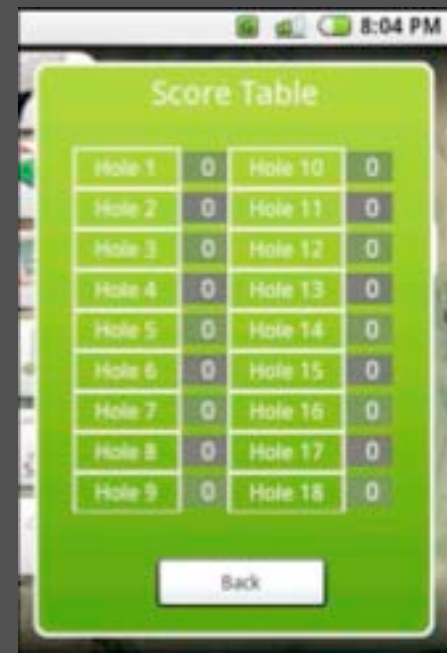 8:04 PM
Score Table
Hole 1 0 Hole 10 0
Hole 2 0 Hole 11 0
Hole 3 0 Hole 12 0
Hole 4 0 Hole 13 0
Hole 5 0 Hole 14 0
Hole 6 0 Hole 15 0
Hole 7 0 Hole 16 0
Hole 8 0 Hole 17 0
Hole 9 0 Hole 18 0
Back